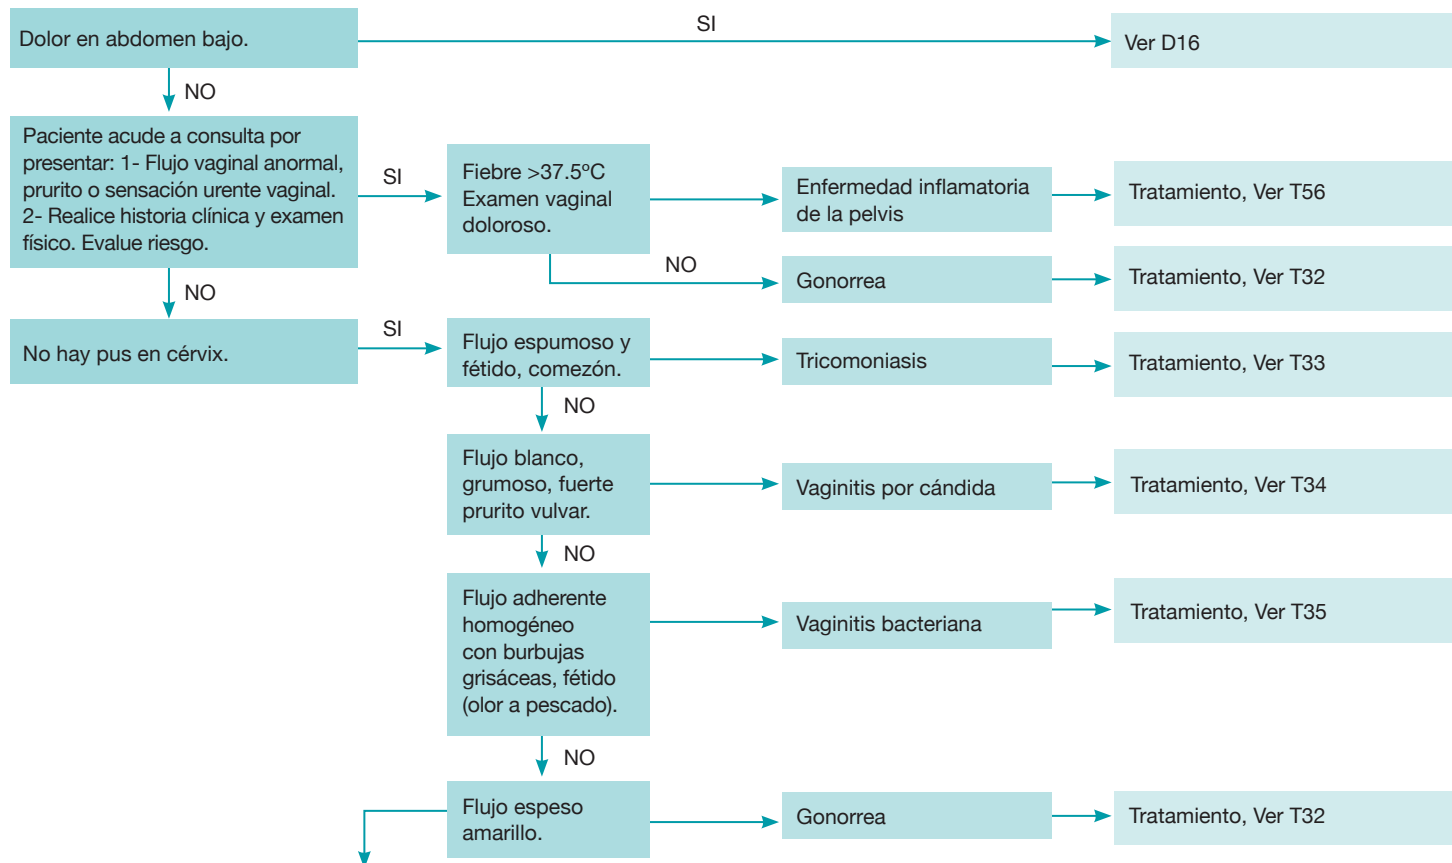 SI
Dolor en abdomen bajo.
Ver D16
NO
Paciente acude a consulta por
presentar: 1- Flujo vaginal anormal,
prurito o sensación urente vaginal.
2- Realice historia clínica y examen
físico. Evalue riesgo.
SI
Fiebre >37.5ºC
Examen vaginal
doloroso.
Enfermedad inflamatoria
de la pelvis
Tratamiento, Ver T56
NO
Gonorrea
Tratamiento, Ver T32
NO
No hay pus en cérvix.
SI
Flujo espumoso y
fétido, comezón.
Tricomoniasis
Tratamiento, Ver T33
NO
Flujo blanco,
grumoso, fuerte
prurito vulvar.
Vaginitis por cándida
Tratamiento, Ver T34
NO
Flujo adherente
homogéneo
con burbujas
grisáceas, fétido
(olor a pescado).
Vaginitis bacteriana
Tratamiento, Ver T35
NO
Flujo espeso
amarillo.
Gonorrea
Tratamiento, Ver T32